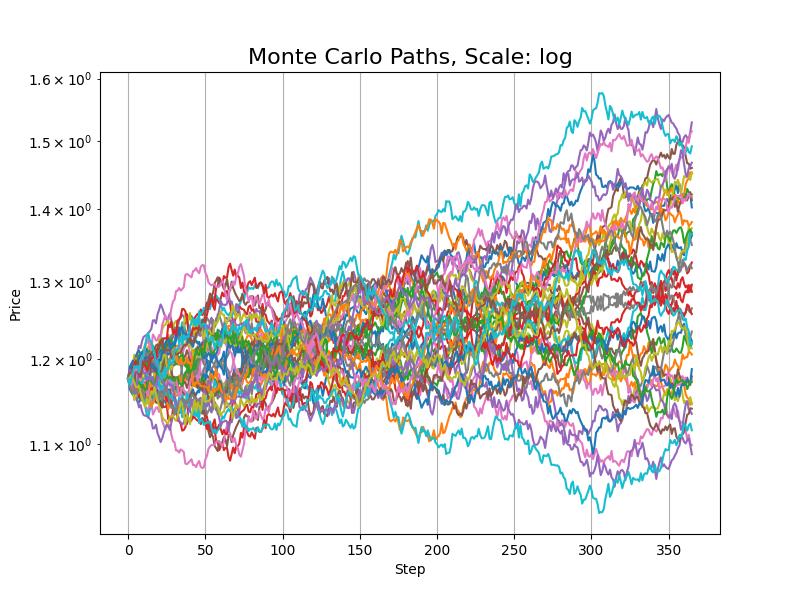 Monte Carlo Paths, Scale: log
1.6 × 10⁰
1.5 × 10⁰
1.4 × 10⁰
1.3 × 10⁰
1.2 × 10⁰
1.1 × 10⁰
Price
0 50 100 150 200 250 300 350
Step